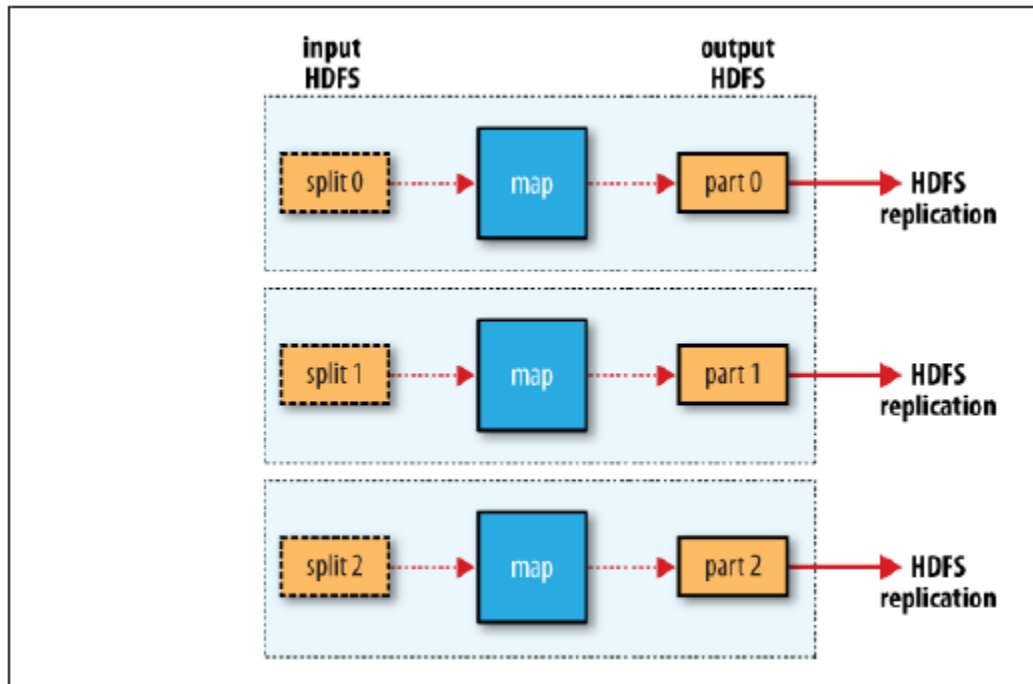 input
HDFS
output
HDFS
split 0
map
part 0
HDFS
replication
split 1
map
part 1
HDFS
replication
split 2
map
part 2
HDFS
replication